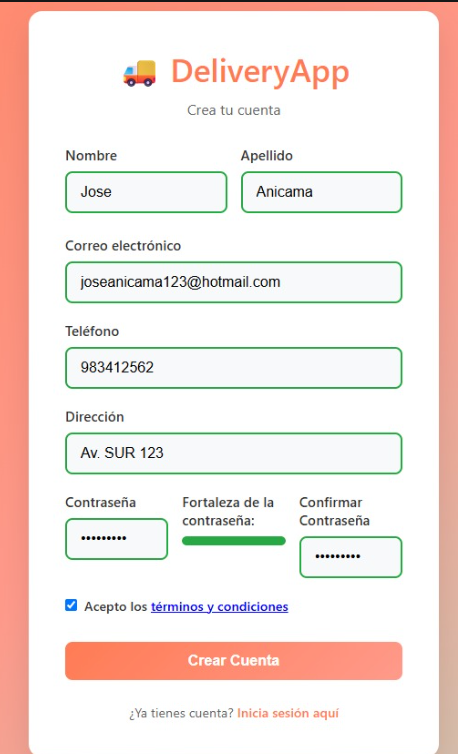 DeliveryApp
Crea tu cuenta
Nombre
Apellido
Jose
Anicama
Correo electrónico
joseanicama123@hotmail.com
Teléfono
983412562
Dirección
Av. SUR 123
Contraseña
•••••••••
Fortaleza de la
contraseña:
Confirmar
Contraseña
•••••••••
Acepto los términos y condiciones
Crear Cuenta
¿Ya tienes cuenta? Inicia sesión aquí